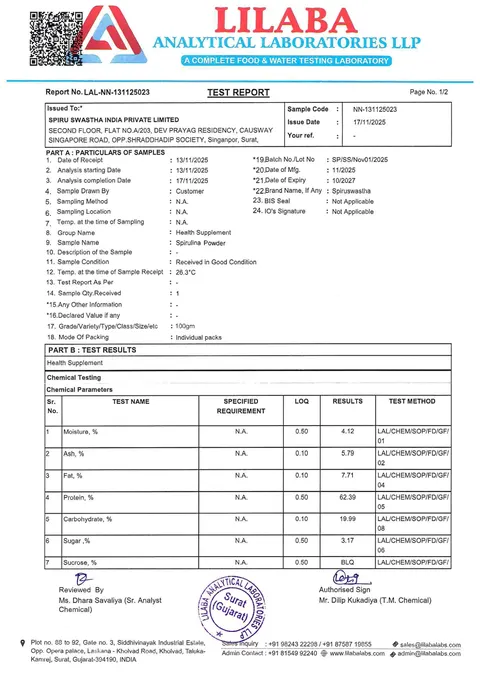 LILABA
ANALYTICAL LABORATORIES LLP
A COMPLETE FOOD & WATER TESTING LABORATORY
Report No. LAL-NN-131125023 TEST REPORT Page No. 1/2
Issued To:*
SPIRU SWASTHA INDIA PRIVATE LIMITED
SECOND FLOOR, FLAT NO.A/203, DEV PRAYAG RESIDENCY, CAUSWAY
SINGAPORE ROAD, OPP.SHRADDHADIP SOCIETY, Singanpor, Surat,
Sample Code : NN-131125023
Issue Date : 17/11/2025
Your ref. : -
PART A : PARTICULARS OF SAMPLES
1. Date of Receipt : 13/11/2025
2. Analysis starting Date : 13/11/2025
3. Analysis completion Date : 17/11/2025
4. Sample Drawn By : Customer
5. Sampling Method : N.A.
6. Sampling Location : N.A.
7. Temp. at the time of Sampling : N.A.
8. Group Name : Health Supplement
9. Sample Name : Spirulina Powder
10. Description of the Sample : -
11. Sample Condition : Received in Good Condition
12. Temp. at the time of Sample Receipt : 26.3°C
13. Test Report As Per : -
14. Sample Qty.Received : 1
*15.Any Other Information : -
*16.Declared Value if any : -
17. Grade/Variety/Type/Class/Size/etc : 100gm
18. Mode Of Packing : Individual packs
*19.Batch No./Lot No : SP/SS/Nov01/2025
*20.Date of Mfg. : 11/2025
*21.Date of Expiry : 10/2027
*22.Brand Name, If Any : Spiruswastha
23. BIS Seal : Not Applicable
24. IO's Signature : Not Applicable
PART B : TEST RESULTS
Health Supplement
Chemical Testing
Chemical Parameters
Sr. No. TEST NAME SPECIFIED REQUIREMENT LOQ RESULTS TEST METHOD
1 Moisture, % N.A. 0.50 4.12 LAL/CHEM/SOP/FD/GF/01
2 Ash, % N.A. 0.10 5.79 LAL/CHEM/SOP/FD/GF/02
3 Fat, % N.A. 0.10 7.71 LAL/CHEM/SOP/FD/GF/04
4 Protein, % N.A. 0.50 62.39 LAL/CHEM/SOP/FD/GF/05
5 Carbohydrate, % N.A. 0.10 19.99 LAL/CHEM/SOP/FD/GF/08
6 Sugar ,% N.A. 0.50 3.17 LAL/CHEM/SOP/FD/GF/06
7 Sucrose, % N.A. 0.50 BLQ LAL/CHEM/SOP/FD/GF/
Reviewed By
Ms. Dhara Savaliya (Sr. Analyst
Chemical)
LILABA ANALYTICAL LABORATORIES LLP
Surat
(Gujarat)
Authorised Sign
Mr. Dilip Kukadiya (T.M. Chemical)
Plot no. 88 to 92, Gate no. 3, Siddhivinayak Industrial Estate,
Opp. Opera palace, Laskana - Kholvad Road, Kholvad, Taluka-
Kamrej, Surat, Gujarat-394190, INDIA
Sales Inquiry : +91 98243 22298 / +91 87587 19855 sales@lilabalabs.com
Admin Contact : +91 81549 92240 www.lilabalabs.com admin@lilabalabs.com